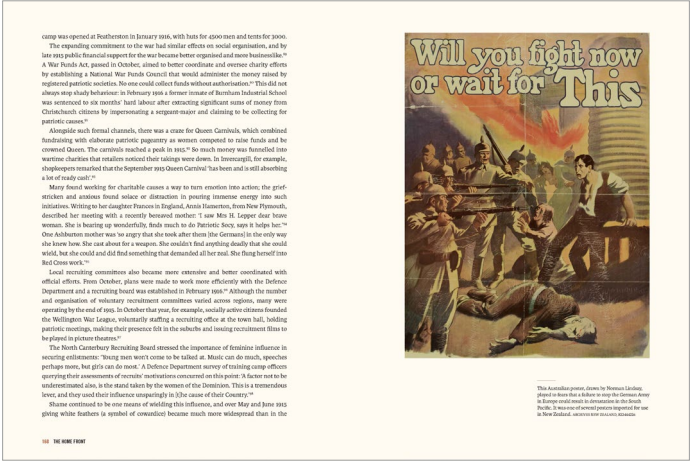 camp was opened at Featherston in January 1916, with huts for 4500 men and tents for 3000.
The expanding commitment to the war had similar effects on social organisation, and by
late 1915 public financial support for the war became better organised and more businesslike.
A War Funds Act, passed in October, aimed to better coordinate and oversee charity efforts
by establishing a National War Funds Council that would administer the money raised by
registered patriotic societies. No one could collect funds without authorisation. This did not
always stop shady behaviour: in February 1916 a former inmate of Burnham Industrial School
was sentenced to six months' hard labour after extracting significant sums of money from
Christchurch citizens by impersonating a sergeant-major and claiming to be collecting for
patriotic causes.
Alongside such formal channels, there was a craze for Queen Carnivals, which combined
fundraising with elaborate patriotic pageantry as women competed to raise funds and be
crowned Queen. The carnivals reached a peak in 1915. So much money was funnelled into
wartime charities that retailers noticed their takings were down. In Invercargill, for example,
shopkeepers remarked that the September 1915 Queen Carnival 'has been and is still absorbing
a lot of ready cash'.
Many found working for charitable causes a way to turn emotion into action; the grief-
stricken and anxious found solace or distraction in pouring immense energy into such
initiatives. Writing to her daughter Frances in England, Annis Hamerton, from New Plymouth,
described her meeting with a recently bereaved mother: 'I saw Mrs H. Lepper dear brave
woman. She is bearing up wonderfully, finds much to do Patriotic Socy, says it helps her.'
One Ashburton mother was 'so angry that she took after them [the Germans] in the only way
she knew how. She cast about for a weapon. She couldn't find anything deadly that she could
wield, but she could and did find something that demanded all her zeal. She flung herself into
Red Cross work.'
Local recruiting committees also became more extensive and better coordinated with
official efforts. From October, plans were made to work more efficiently with the Defence
Department and a recruiting board was established in February 1916. Although the number
and organisation of voluntary recruitment committees varied across regions, many were
operating by the end of 1915. In October that year, for example, socially active citizens founded
the Wellington War League, voluntarily staffing a recruiting office at the town hall, holding
patriotic meetings, making their presence felt in the suburbs and issuing recruitment films to
be played in picture theatres.
The North Canterbury Recruiting Board stressed the importance of feminine influence in
securing enlistments: 'Young men won't come to be talked at. Music can do much, speeches
perhaps more, but girls can do most.' A Defence Department survey of training camp officers
querying their assessments of recruits' motivations concurred on this point: 'A factor not to be
underestimated also, is the stand taken by the women of the Dominion. This is a tremendous
lever, and they used their influence unsparingly in [t]he cause of their Country.'
Shame continued to be one means of wielding this influence, and over May and June 1915
giving white feathers (a symbol of cowardice) became much more widespread than in the
168 THE HOME FRONT
Will you fight now
or wait for This
This Australian poster, drawn by Norman Lindsay,
played to fears that a failure to stop the German Army
in Europe could result in devastation in the South
Pacific. It was one of several posters imported for use
in New Zealand.